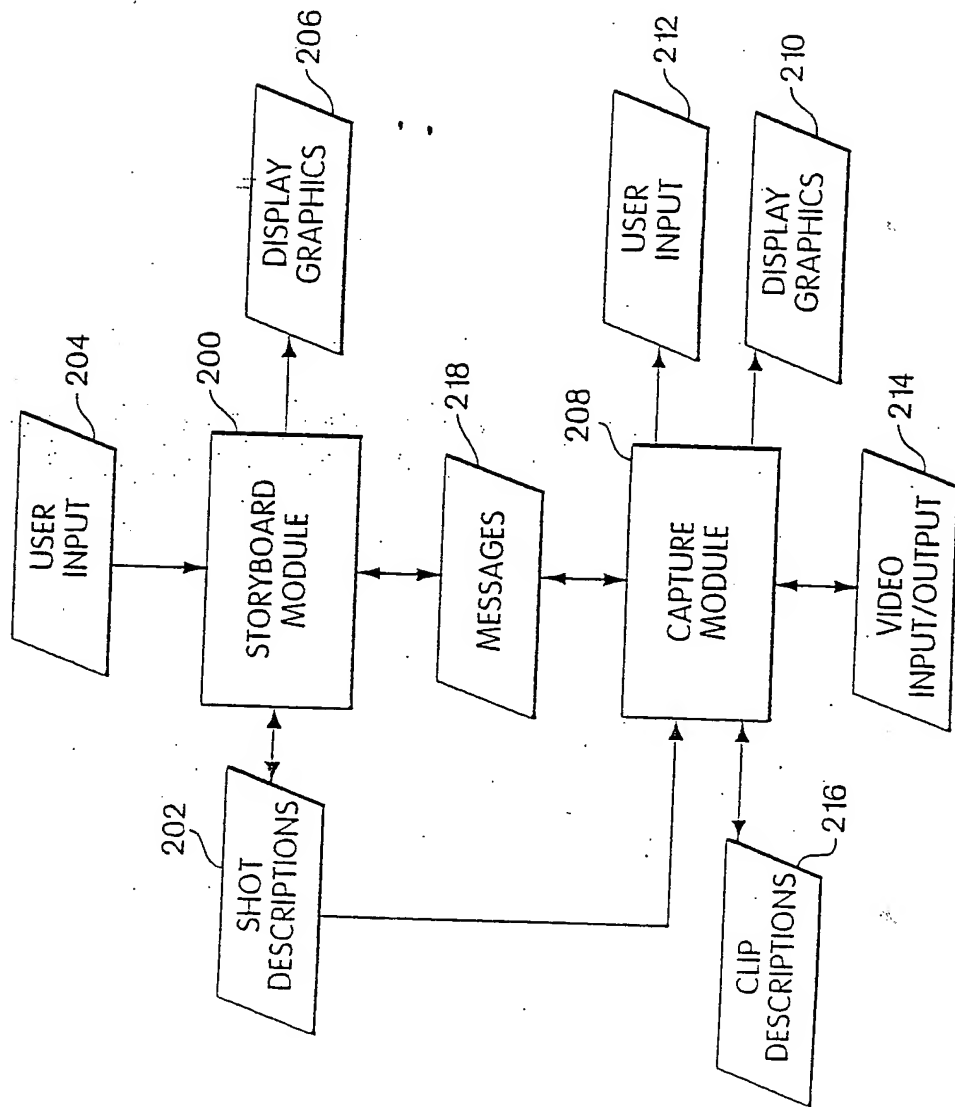 204
USER
INPUT
206
DISPLAY
GRAPHICS
200
STORYBOARD
MODULE
202
SHOT
DESCRIPTIONS
218
MESSAGES
212
USER
INPUT
210
DISPLAY
GRAPHICS
208
CAPTURE
MODULE
216
CLIP
DESCRIPTIONS
214
VIDEO
INPUT/OUTPUT